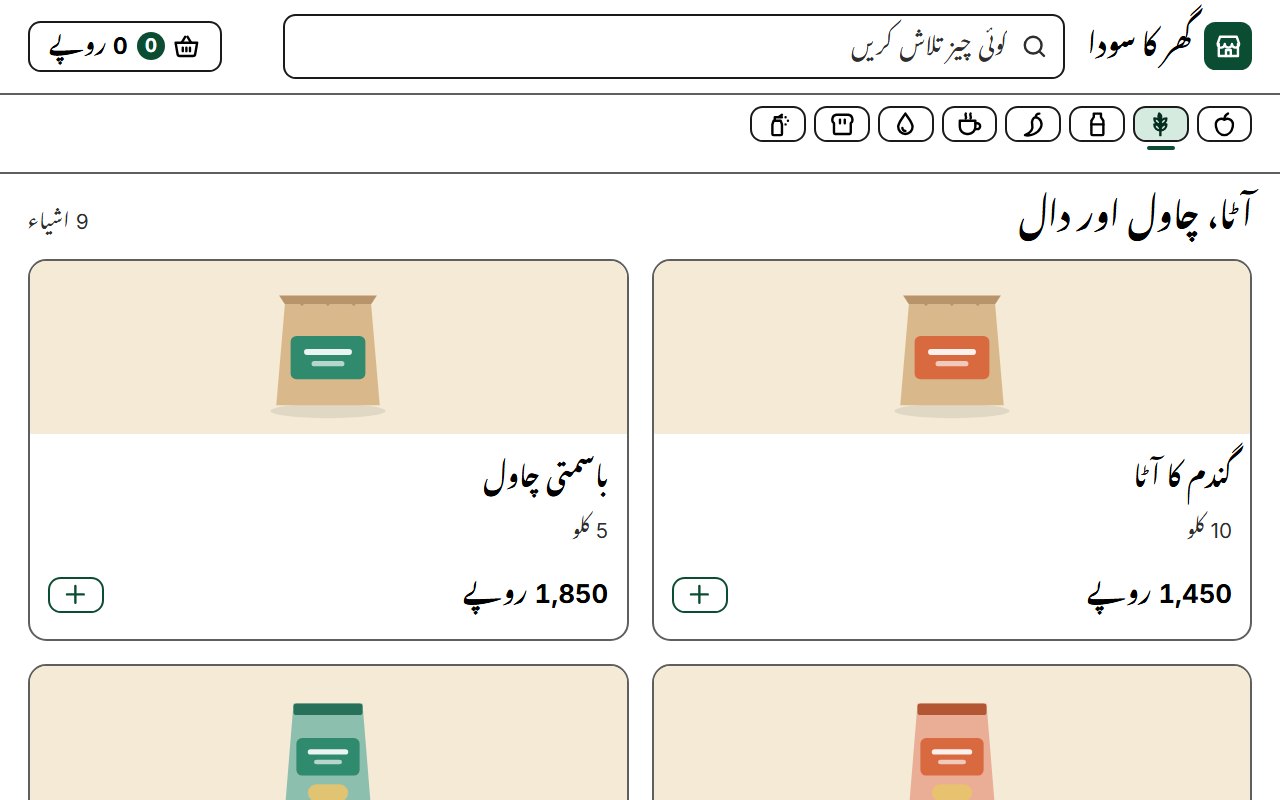 گھر کا سودا
کوئی چیز تلاش کریں
0 0 روپے
آٹا، چاول اور دال
9 اشیاء
گندم کا آٹا
10 کلو
1,450 روپے
باسمتی چاول
5 کلو
1,850 روپے